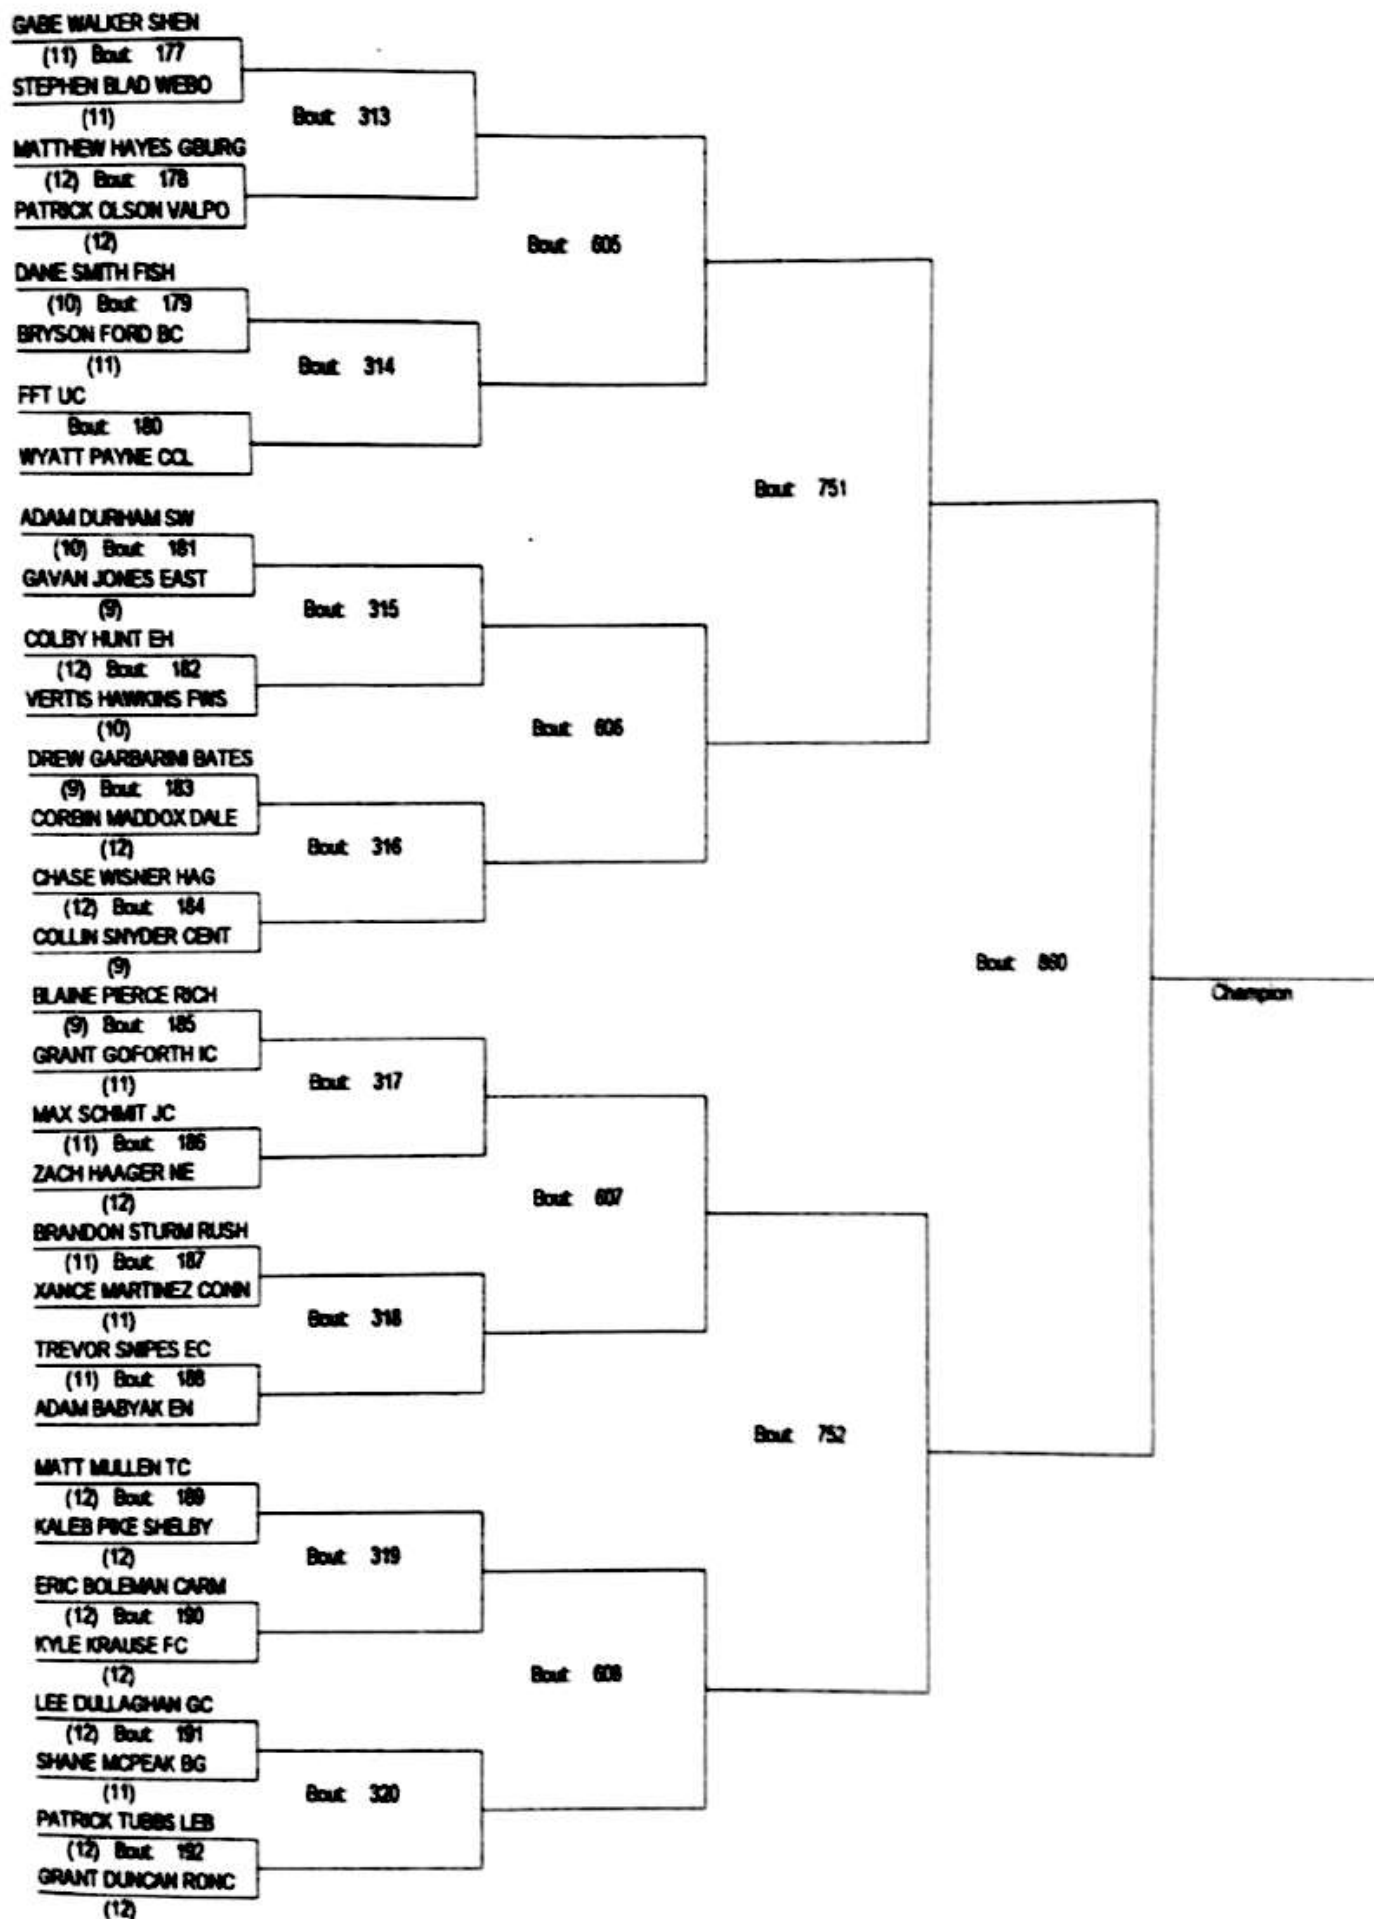 GABE WALKER SHEN
(11) Bout: 177
STEPHEN BLAD WEBO
(11)
Bout: 313
MATTHEW HAYES GBURG
(12) Bout: 178
PATRICK OLSON VALPO
(12)
Bout: 605
DANE SMITH FISH
(10) Bout: 179
BRYSON FORD BC
(11)
Bout: 314
FFT UC
Bout: 180
WYATT PAYNE CCL
Bout: 751
ADAM DURHAM SW
(10) Bout: 181
GAVAN JONES EAST
(9)
Bout: 315
COLBY HUNT EH
(12) Bout: 182
VERTIS HAWKINS FWS
(10)
Bout: 606
DREW GARBARINI BATES
(9) Bout: 183
CORBIN MADDOX DALE
(12)
Bout: 316
CHASE WISNER HAG
(12) Bout: 184
COLLIN SNYDER CENT
(9)
Bout: 860
Champion
BLAINE PIERCE RICH
(9) Bout: 185
GRANT GOFORTH IC
(11)
Bout: 317
MAX SCHMIT JC
(11) Bout: 186
ZACH HAAGER NE
(12)
Bout: 607
BRANDON STURM RUSH
(11) Bout: 187
XANCE MARTINEZ CONN
(11)
Bout: 318
TREVOR SNIPES EC
(11) Bout: 188
ADAM BABYAK EN
Bout: 752
MATT MULLEN TC
(12) Bout: 189
KALEB PIKE SHELBY
(12)
Bout: 319
ERIC BOLEMAN CARM
(12) Bout: 190
KYLE KRAUSE FC
(12)
Bout: 608
LEE DULLAGHAN GC
(12) Bout: 191
SHANE MCPEAK BG
(11)
Bout: 320
PATRICK TUBBS LEB
(12) Bout: 192
GRANT DUNCAN RONC
(12)